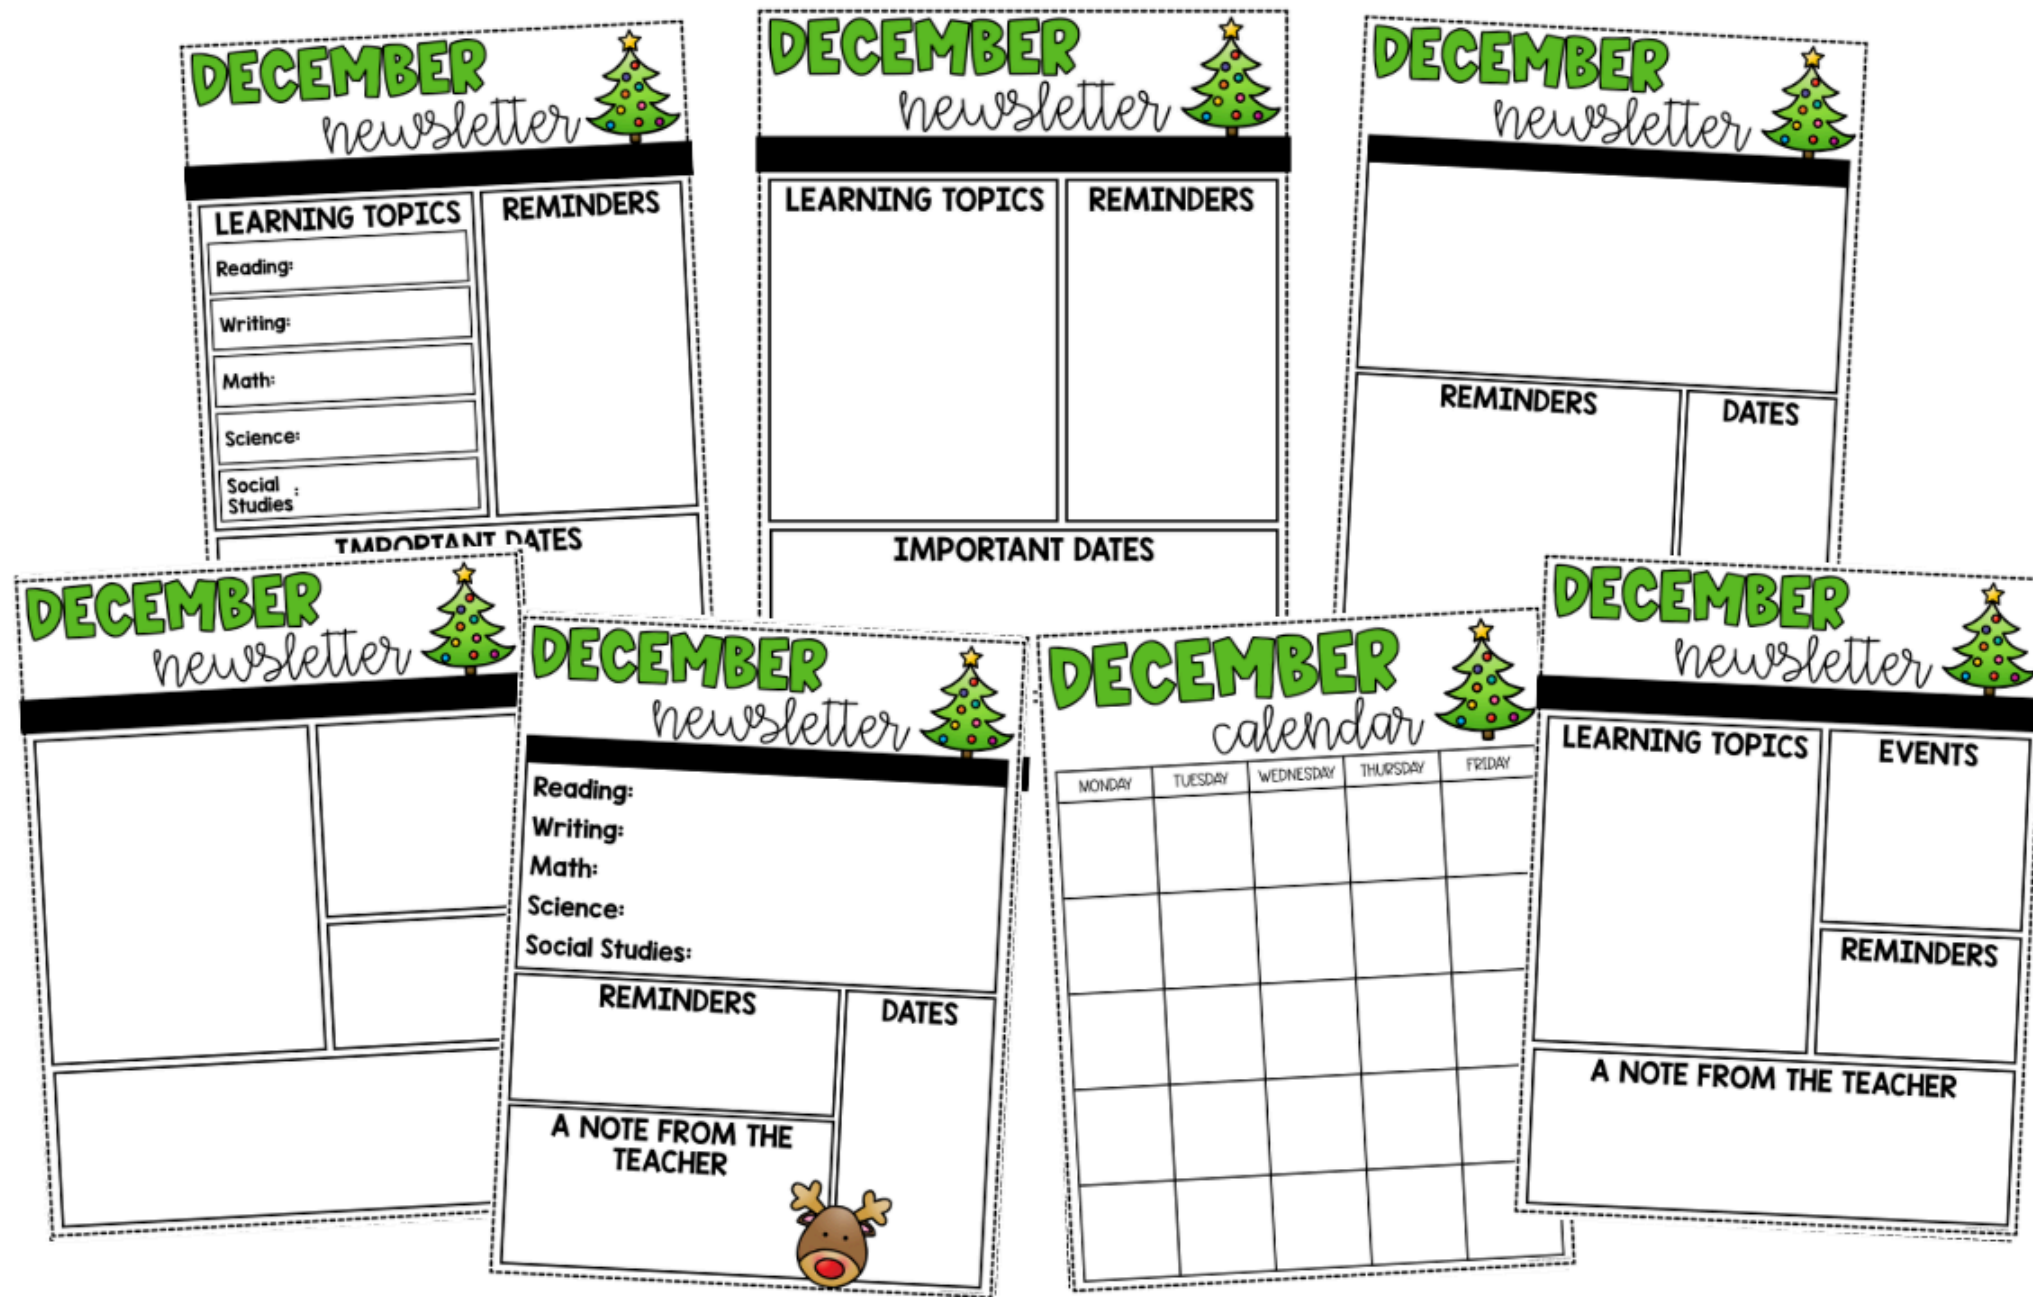 DECEMBER
newsletter
LEARNING TOPICS
Reading:
Writing:
Math:
Science:
Social
Studies :
REMINDERS
IMPORTANT DATES
DECEMBER
newsletter
LEARNING TOPICS
REMINDERS
IMPORTANT DATES
DECEMBER
newsletter
REMINDERS
DATES
DECEMBER
newsletter
DECEMBER
newsletter
Reading:
Writing:
Math:
Science:
Social Studies:
REMINDERS
DATES
A NOTE FROM THE
TEACHER
DECEMBER
calendar
MONDAY TUESDAY WEDNESDAY THURSDAY FRIDAY
DECEMBER
newsletter
LEARNING TOPICS
EVENTS
REMINDERS
A NOTE FROM THE TEACHER